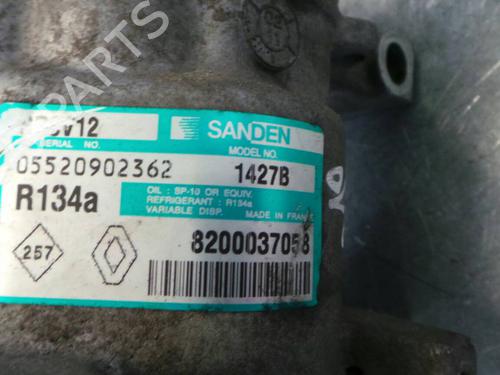 SANDEN
SERIAL NO.
MODEL NO.
05520902362
1427B
R134a
OIL : SP-10 OR EQUIV.
REFRIGERANT : R134a
VARIABLE DISP.
MADE IN FRANCE
257
8200037058